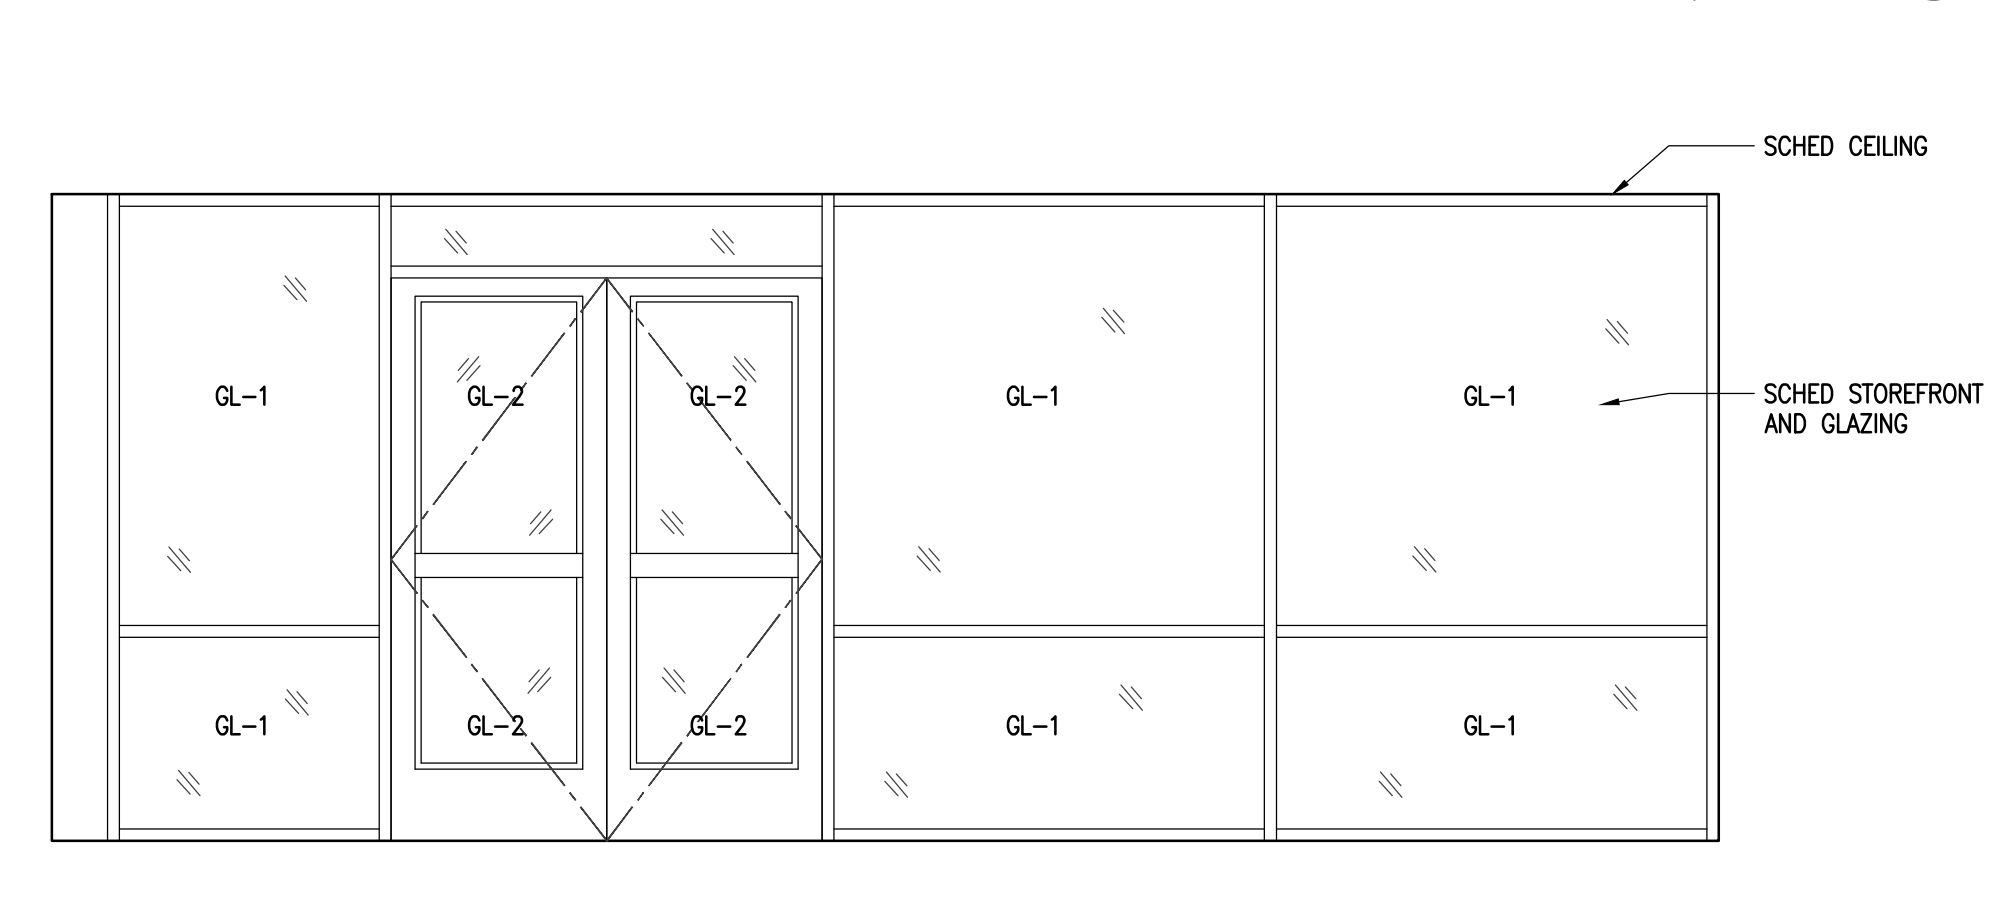 SCHED CEILING
GL-1
GL-2
GL-2
GL-1
GL-1
SCHED STOREFRONT
AND GLAZING
GL-1
GL-2
GL-2
GL-1
GL-1